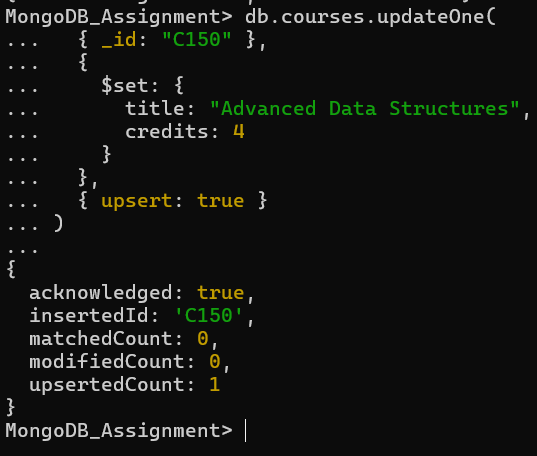 MongoDB_Assignment> db.courses.updateOne(
...   { _id: "C150" },
...   {
...     $set: {
...       title: "Advanced Data Structures",
...       credits: 4
...     }
...   },
...   { upsert: true }
... )
...
{
  acknowledged: true,
  insertedId: 'C150',
  matchedCount: 0,
  modifiedCount: 0,
  upsertedCount: 1
}
MongoDB_Assignment>